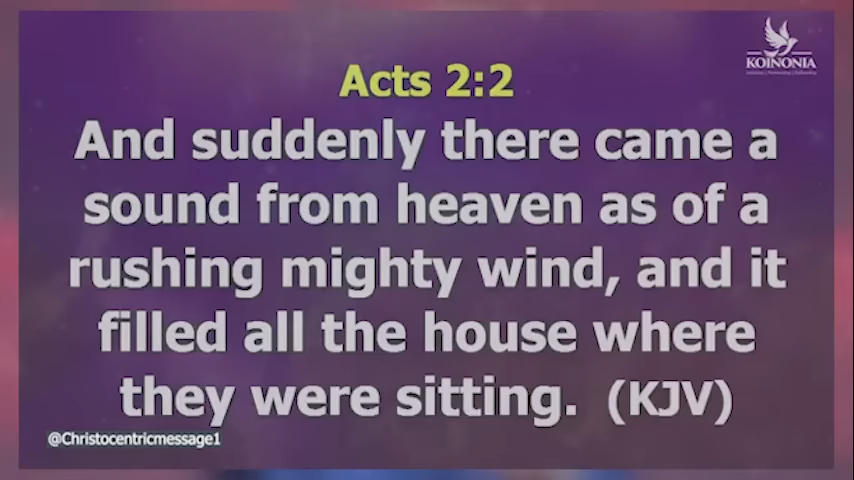 KOINONIA
Acts 2:2
And suddenly there came a
sound from heaven as of a
rushing mighty wind, and it
filled all the house where
they were sitting. (KJV)
@Christocentricmessage1